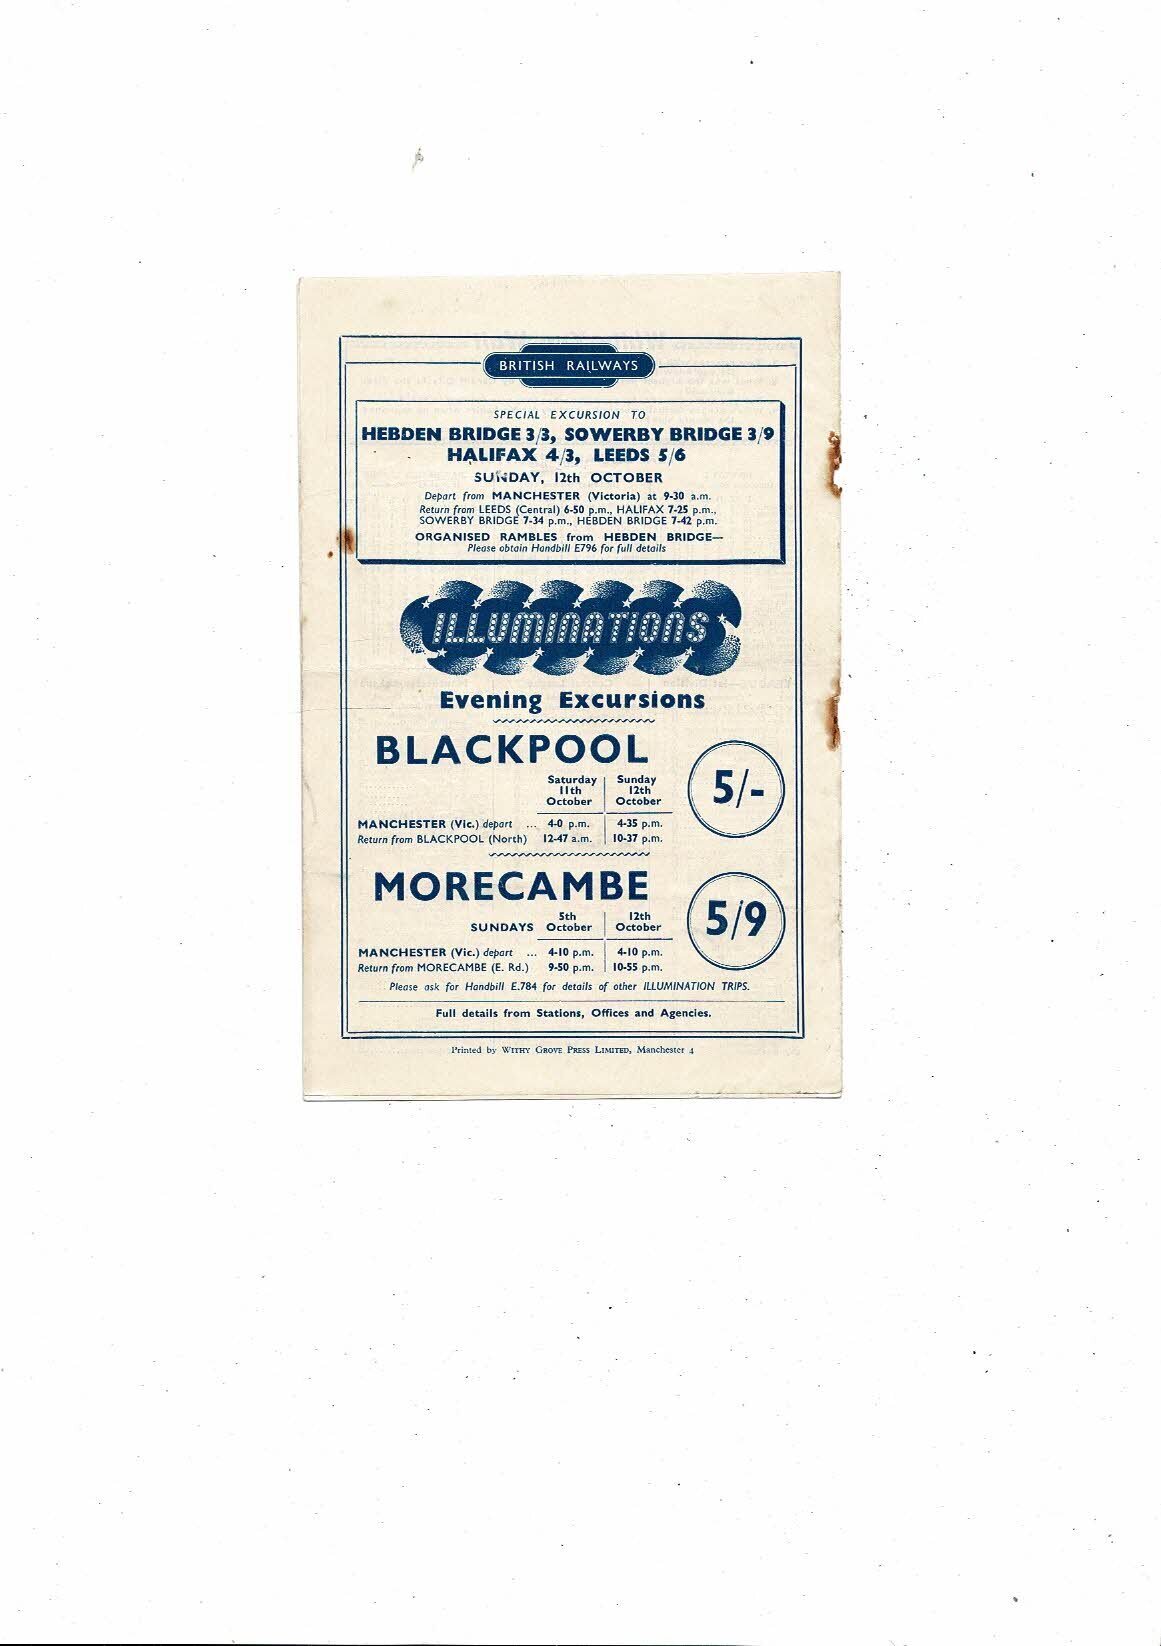 BRITISH RAILWAYS
SPECIAL EXCURSION TO
HEBDEN BRIDGE 3/3, SOWERBY BRIDGE 3/9
HALIFAX 4/3, LEEDS 5/6
SUNDAY, 12th OCTOBER
Depart from MANCHESTER (Victoria) at 9-30 a.m.
Return from LEEDS (Central) 6-50 p.m., HALIFAX 7-25 p.m.,
SOWERBY BRIDGE 7-34 p.m., HEBDEN BRIDGE 7-42 p.m.
ORGANISED RAMBLES from HEBDEN BRIDGE—
Please obtain Handbill E796 for full details
ILLUMINATIONS
Evening Excursions
BLACKPOOL
5/-
Saturday Sunday
11th 12th
October October
MANCHESTER (Vic.) depart ... 4-0 p.m. 4-35 p.m.
Return from BLACKPOOL (North) 12-47 a.m. 10-37 p.m.
MORECAMBE
5/9
5th 12th
SUNDAYS October October
MANCHESTER (Vic.) depart ... 4-10 p.m. 4-10 p.m.
Return from MORECAMBE (E. Rd.) 9-50 p.m. 10-55 p.m.
Please ask for Handbill E.784 for details of other ILLUMINATION TRIPS.
Full details from Stations, Offices and Agencies.
Printed by WITHY GROVE PRESS LIMITED, Manchester 4